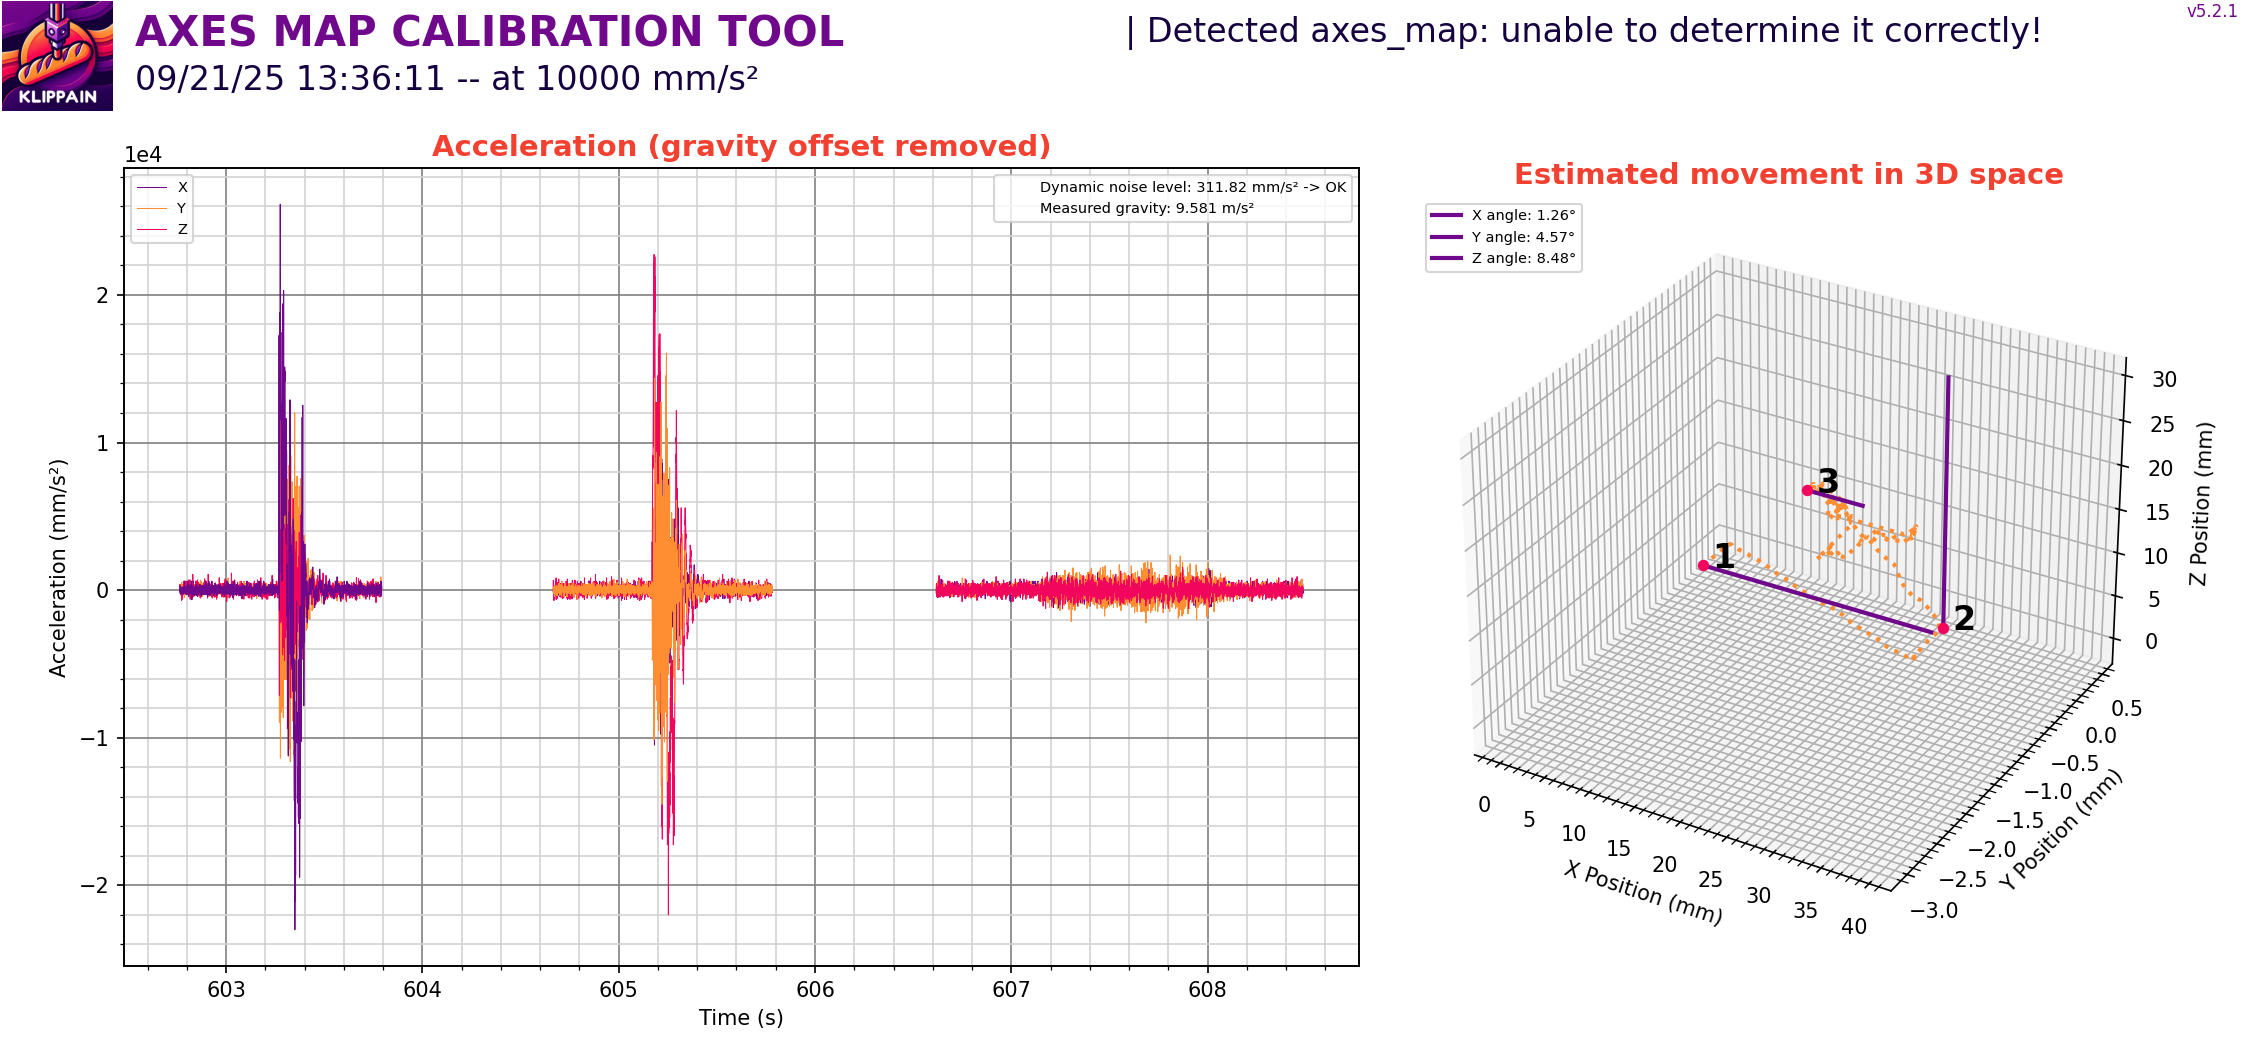 AXES MAP CALIBRATION TOOL
| Detected axes_map: unable to determine it correctly!
v5.2.1
KLIPPAIN
09/21/25 13:36:11 -- at 10000 mm/s²
Acceleration (gravity offset removed)
1e4
X
Y
Z
Dynamic noise level: 311.82 mm/s² -> OK
Measured gravity: 9.581 m/s²
2
1
0
−1
−2
Acceleration (mm/s²)
603
604
605
606
607
608
Time (s)
Estimated movement in 3D space
X angle: 1.26°
Y angle: 4.57°
Z angle: 8.48°
1
2
3
30
25
20
15
10
5
0
Z Position (mm)
0.5
0.0
−0.5
−1.0
−1.5
−2.0
−2.5
−3.0
Y Position (mm)
0
5
10
15
20
25
30
35
40
X Position (mm)